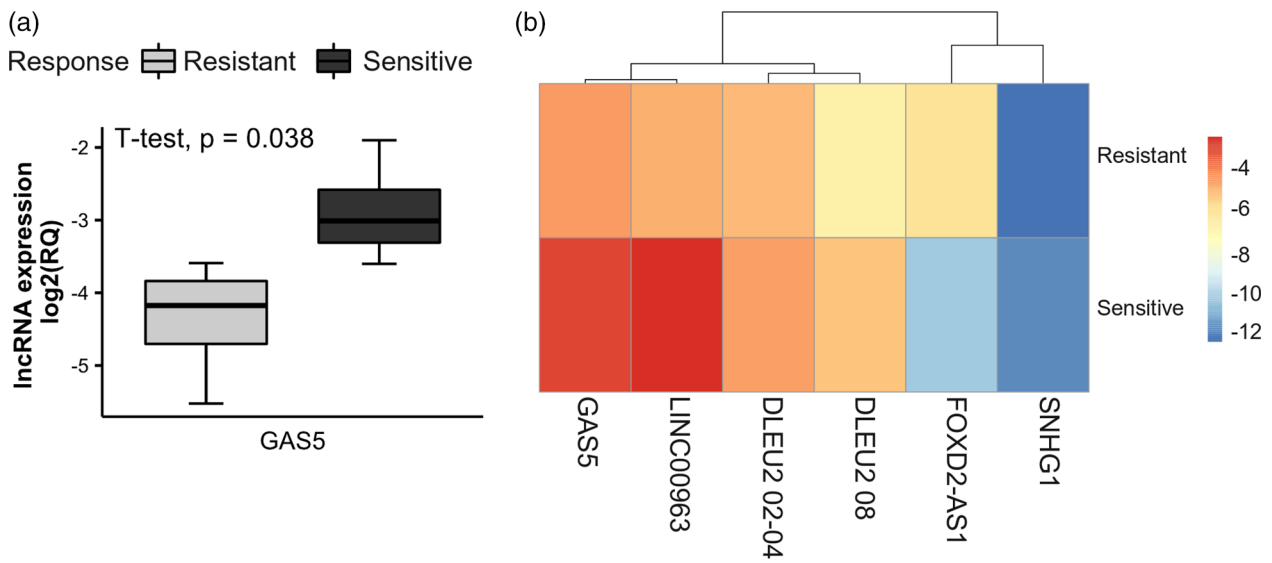 (a)
Response Resistant Sensitive
T-test, p = 0.038
lncRNA expression
log2(RQ)
-2
-3
-4
-5
GAS5
(b)
Resistant
Sensitive
GAS5
LINC00963
DLEU2 02-04
DLEU2 08
FOXD2-AS1
SNHG1
-4
-6
-8
-10
-12